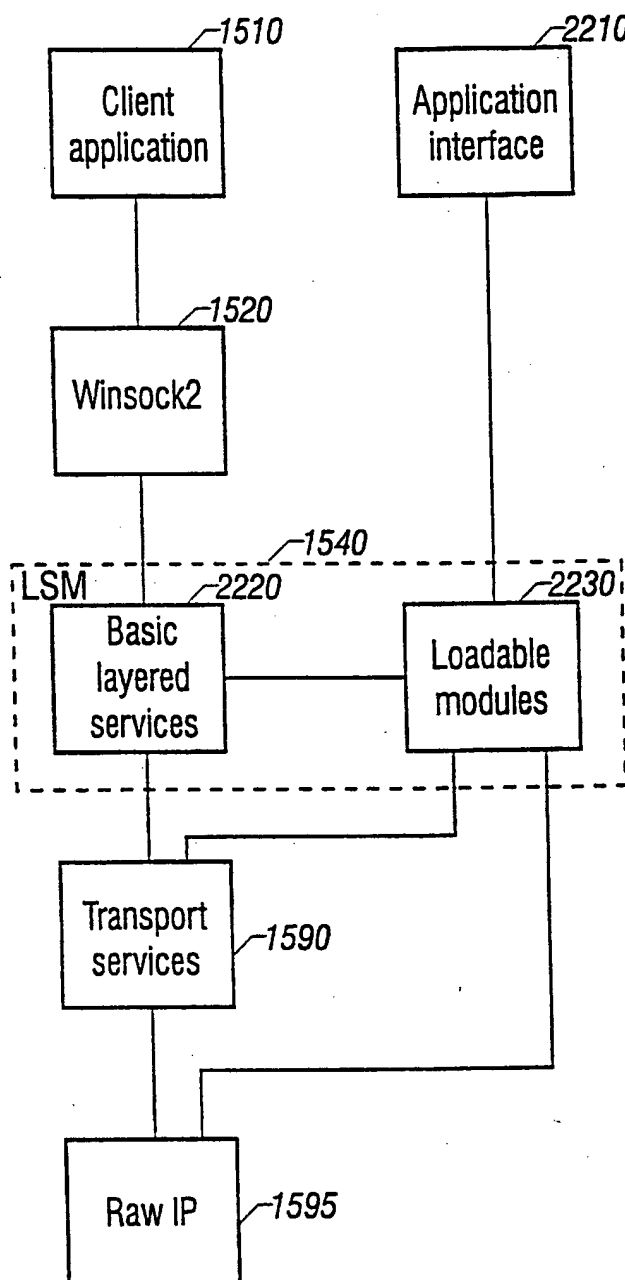 1510
2210
Client
application
Application
interface
1520
Winsock2
1540
LSM
2220
2230
Basic
layered
services
Loadable
modules
Transport
services
1590
Raw IP
1595